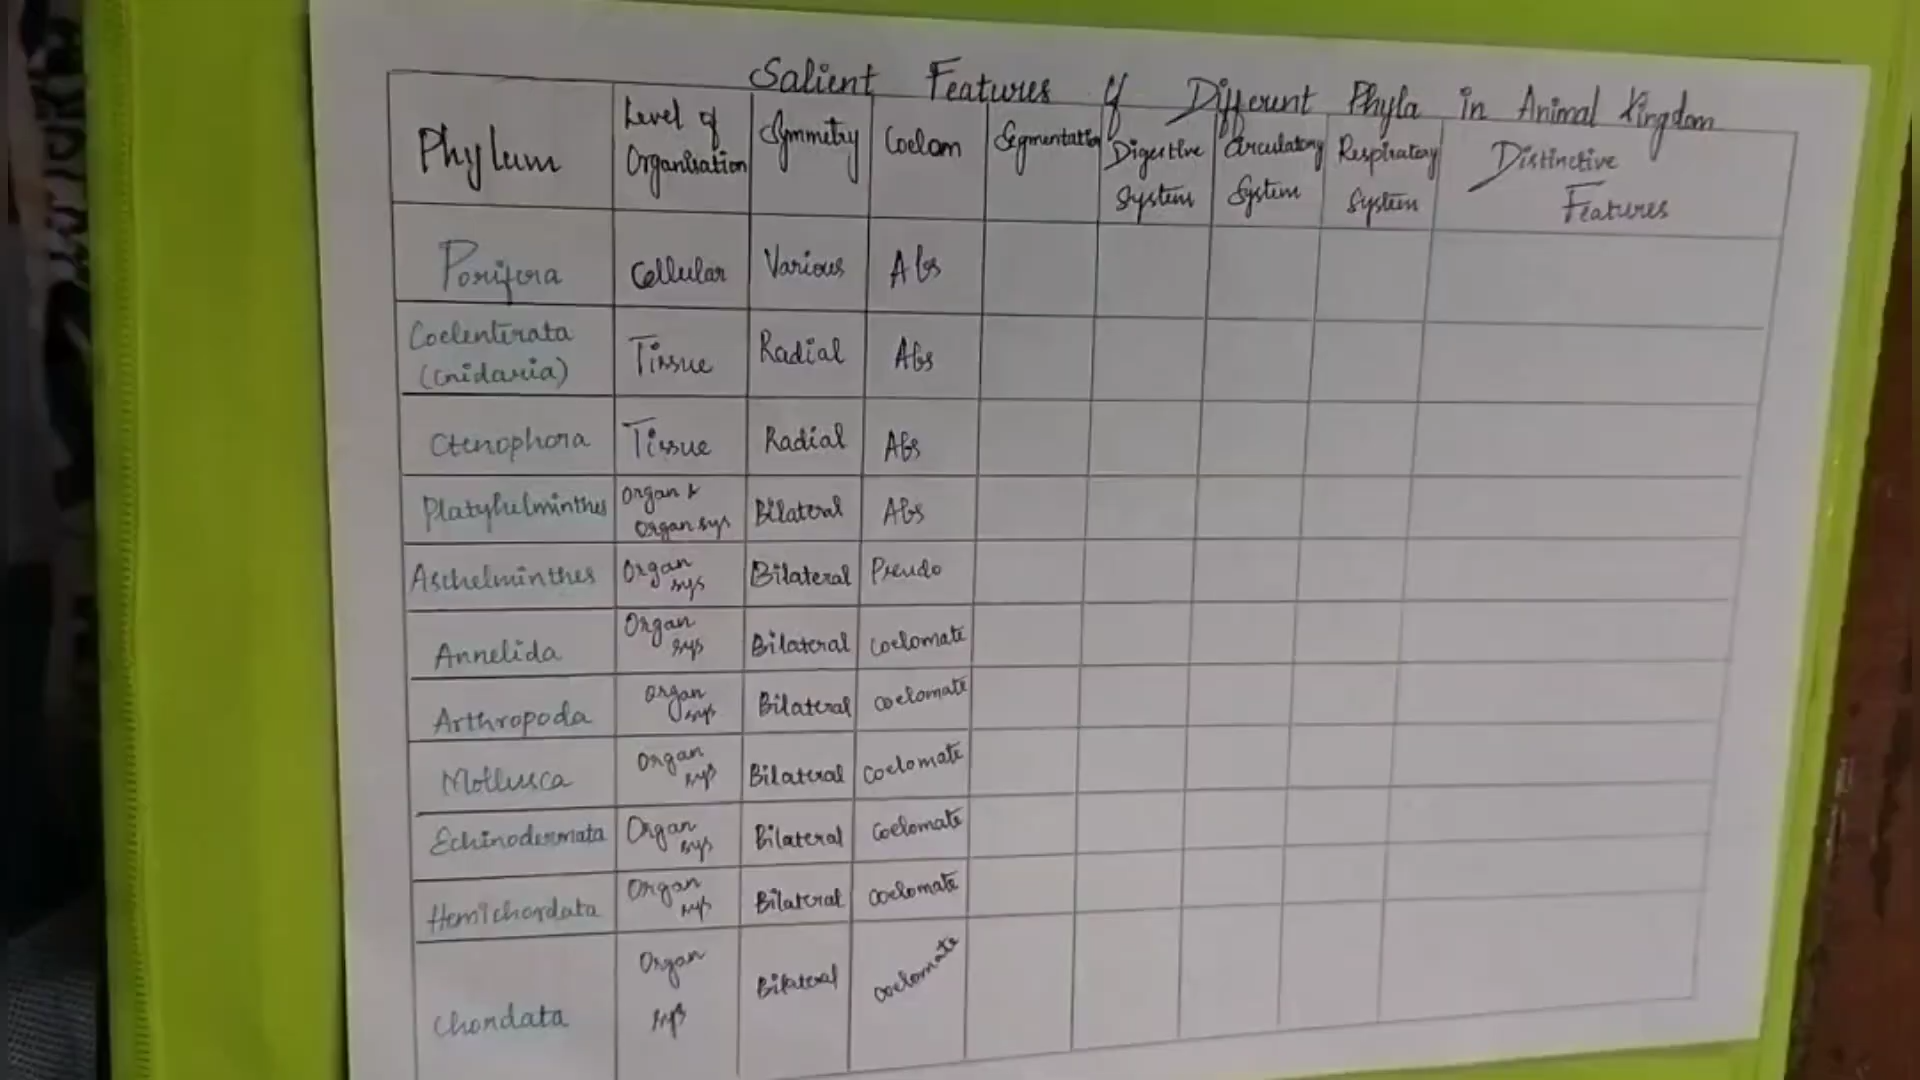 Salient Features of Different Phyla in Animal Kingdom
Phylum
Level of
Organisation
Symmetry
Coelom
Segmentation
Digestive
System
Circulatory
System
Respiratory
System
Distinctive
Features
Porifera
Cellular
Various
Abs
Coelenterata
(Cnidaria)
Tissue
Radial
Abs
Ctenophora
Tissue
Radial
Abs
Platyhelminthes
Organ &
Organ sys
Bilateral
Abs
Aschelminthes
Organ
sys
Bilateral
Pseudo
Annelida
Organ
sys
Bilateral
Coelomate
Arthropoda
Organ
sys
Bilateral
Coelomate
Mollusca
Organ
sys
Bilateral
Coelomate
Echinodermata
Organ
sys
Bilateral
Coelomate
Hemichordata
Organ
sys
Bilateral
Coelomate
Chordata
Organ
sys
Bilateral
Coelomate